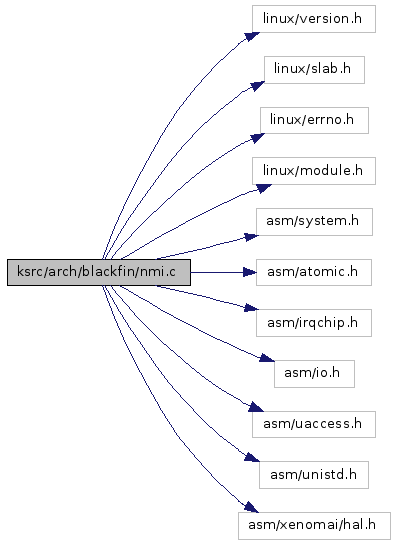 linux/version.h
linux/slab.h
linux/errno.h
linux/module.h
asm/system.h
ksrc/arch/blackfin/nmi.c
asm/atomic.h
asm/irqchip.h
asm/io.h
asm/uaccess.h
asm/unistd.h
asm/xenomai/hal.h